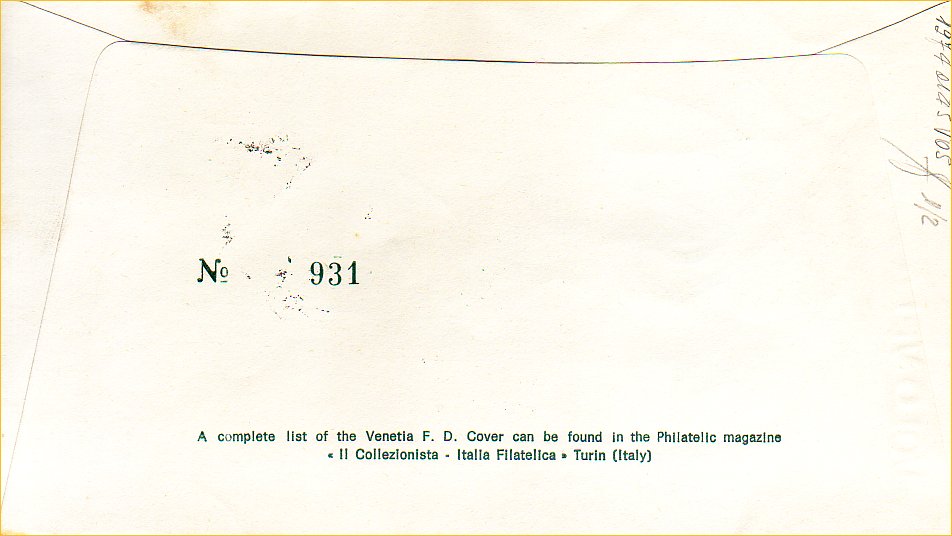 No 931
A complete list of the Venetia F. D. Cover can be found in the Philatelic magazine
« Il Collezionista - Italia Filatelica » Turin (Italy)